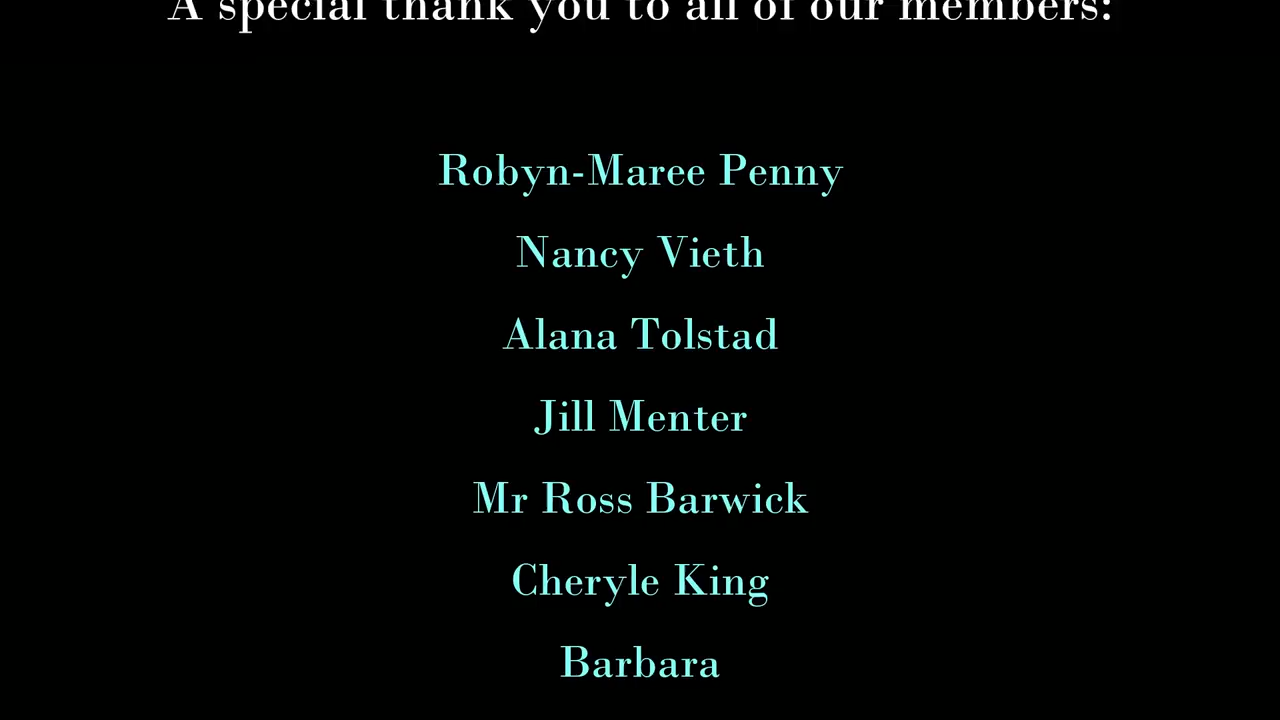 A special thank you to all of our members:
Robyn-Maree Penny
Nancy Vieth
Alana Tolstad
Jill Menter
Mr Ross Barwick
Cheryle King
Barbara